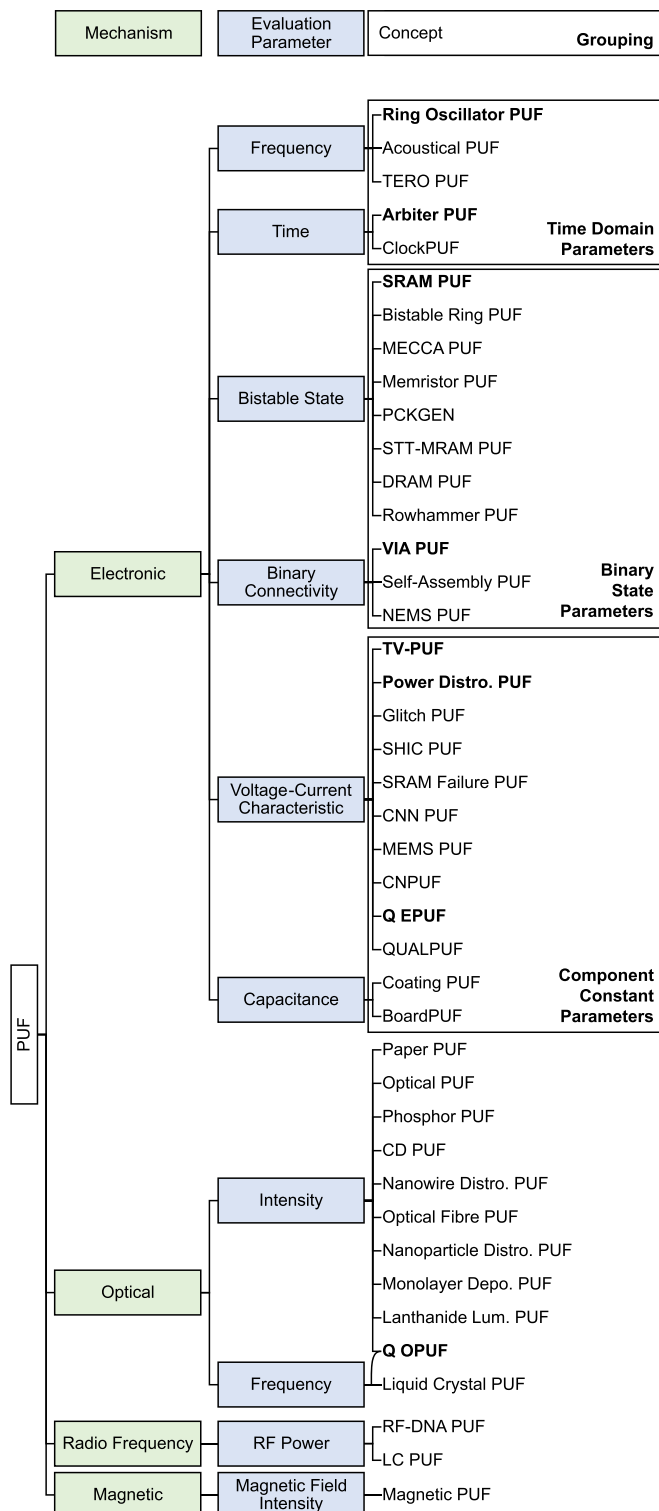 Mechanism
Evaluation
Parameter
Concept
Grouping
Ring Oscillator PUF
Frequency
Acoustical PUF
TERO PUF
Arbiter PUF
Time
Time Domain
Parameters
ClockPUF
SRAM PUF
Bistable Ring PUF
MECCA PUF
Memristor PUF
Bistable State
PCKGEN
STT-MRAM PUF
DRAM PUF
Rowhammer PUF
VIA PUF
Electronic
Binary
Connectivity
Self-Assembly PUF
NEMS PUF
Binary
State
Parameters
TV-PUF
Power Distro. PUF
Glitch PUF
SHIC PUF
SRAM Failure PUF
Voltage-Current
Characteristic
CNN PUF
MEMS PUF
CNPUF
Q EPUF
QUALPUF
Coating PUF
Capacitance
BoardPUF
Component
Constant
Parameters
PUF
Paper PUF
Optical PUF
Phosphor PUF
CD PUF
Nanowire Distro. PUF
Intensity
Optical Fibre PUF
Nanoparticle Distro. PUF
Monolayer Depo. PUF
Optical
Lanthanide Lum. PUF
Q OPUF
Frequency
Liquid Crystal PUF
RF-DNA PUF
Radio Frequency
RF Power
LC PUF
Magnetic
Magnetic Field
Intensity
Magnetic PUF